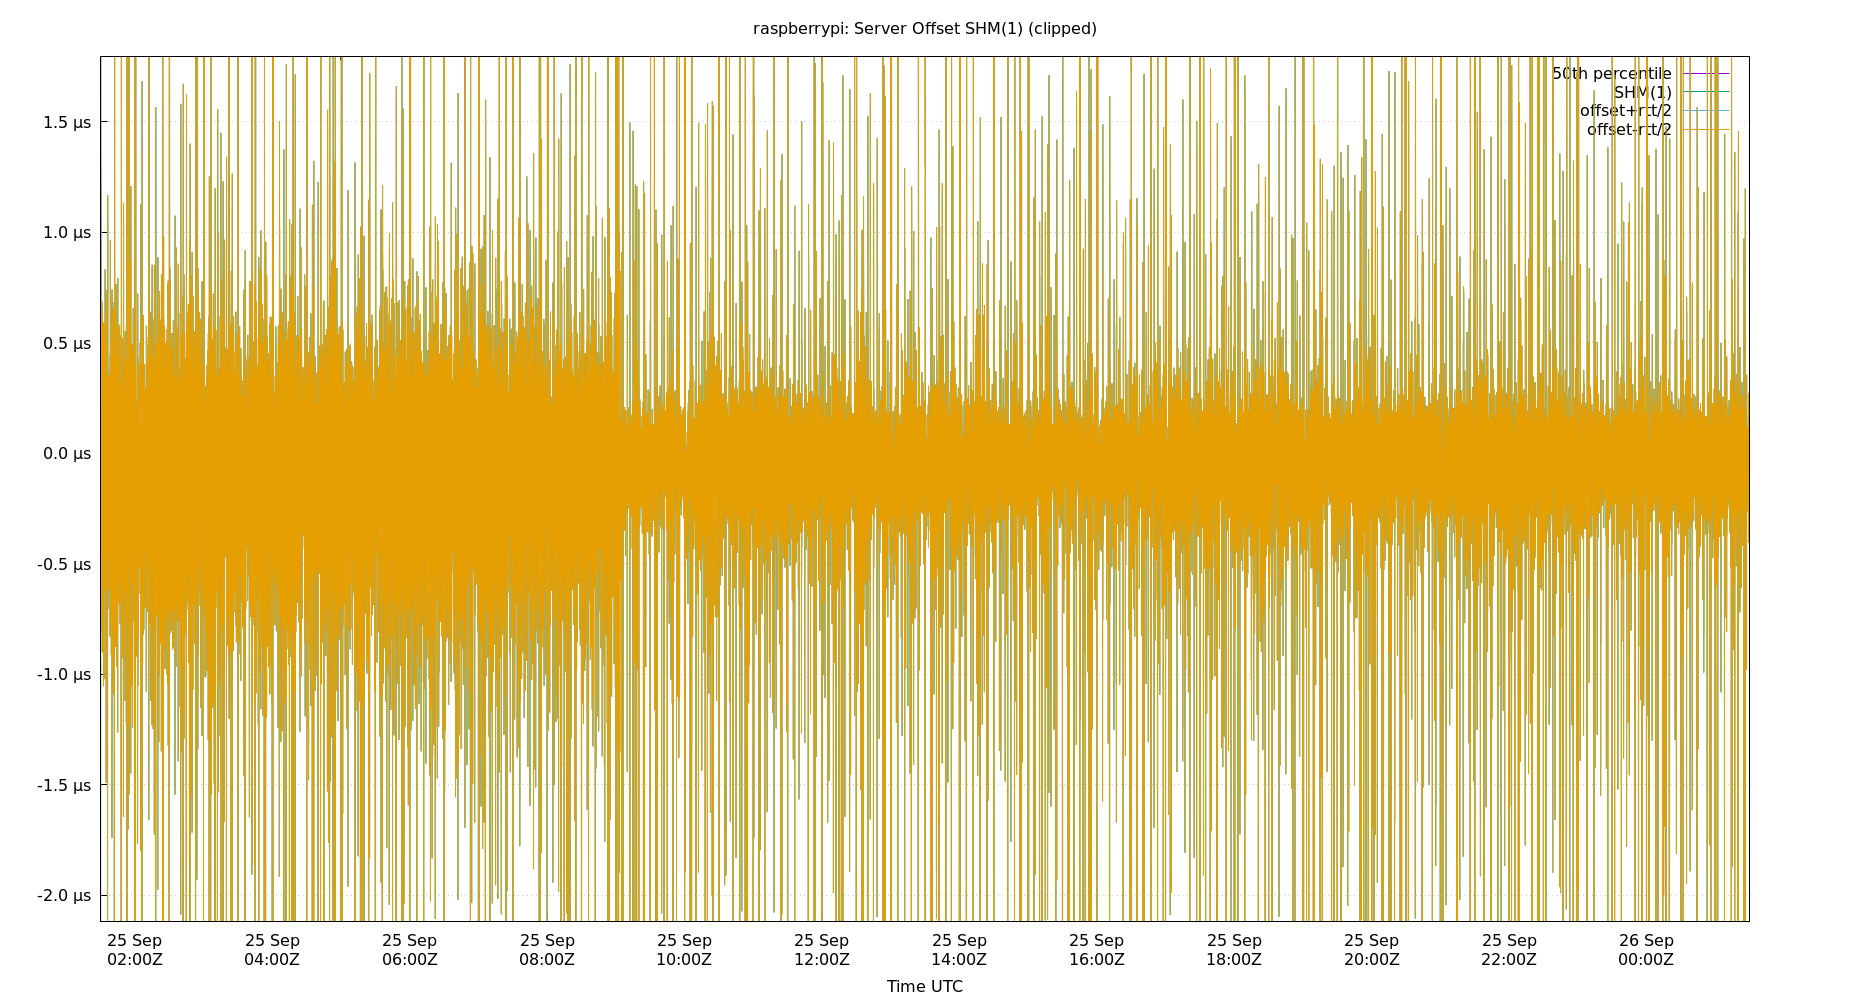 raspberrypi: Server Offset SHM(1) (clipped)
50th percentile
SHM(1)
offset+rtt/2
offset-rtt/2
1.5 µs
1.0 µs
0.5 µs
0.0 µs
-0.5 µs
-1.0 µs
-1.5 µs
-2.0 µs
25 Sep 25 Sep 25 Sep 25 Sep 25 Sep 25 Sep 25 Sep 25 Sep 25 Sep 25 Sep 25 Sep 26 Sep
02:00Z 04:00Z 06:00Z 08:00Z 10:00Z 12:00Z 14:00Z 16:00Z 18:00Z 20:00Z 22:00Z 00:00Z
Time UTC